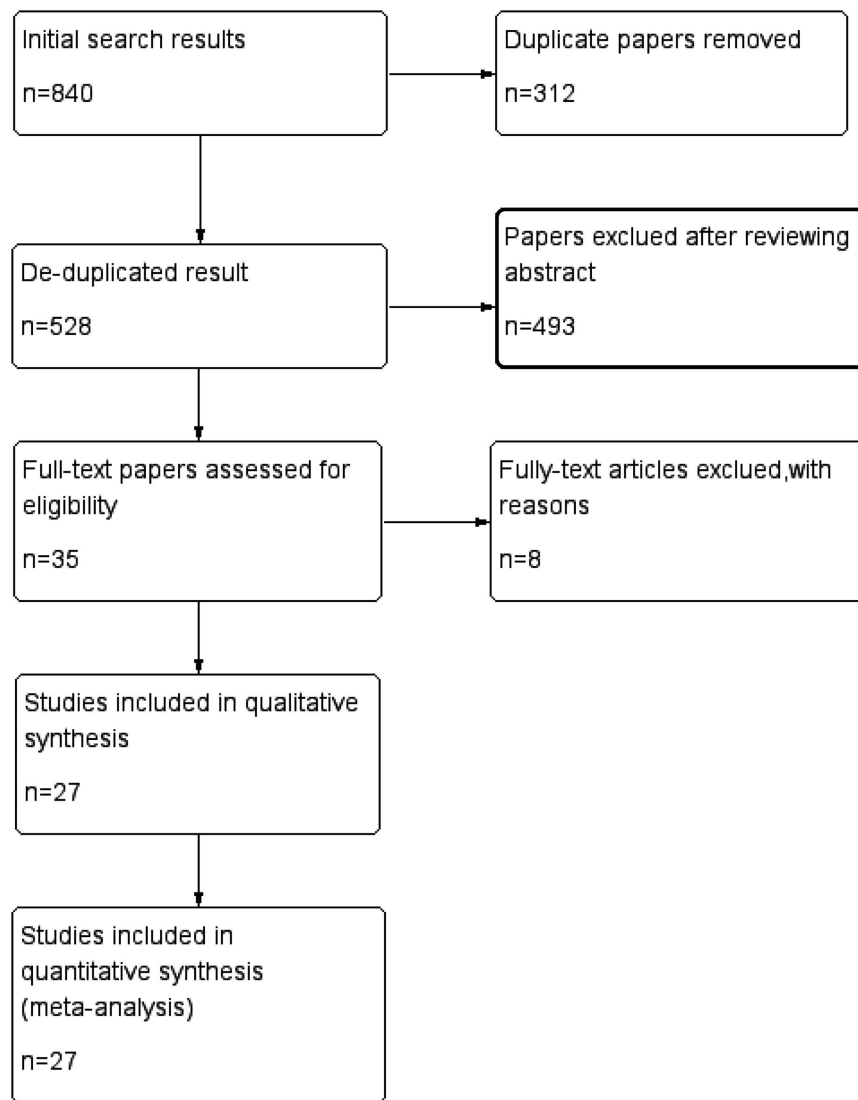 Initial search results
n=840
Duplicate papers removed
n=312
De-duplicated result
n=528
Papers exclued after reviewing
abstract
n=493
Full-text papers assessed for
eligibility
n=35
Fully-text articles exclued,with
reasons
n=8
Studies included in qualitative
synthesis
n=27
Studies included in
quantitative synthesis
(meta-analysis)
n=27